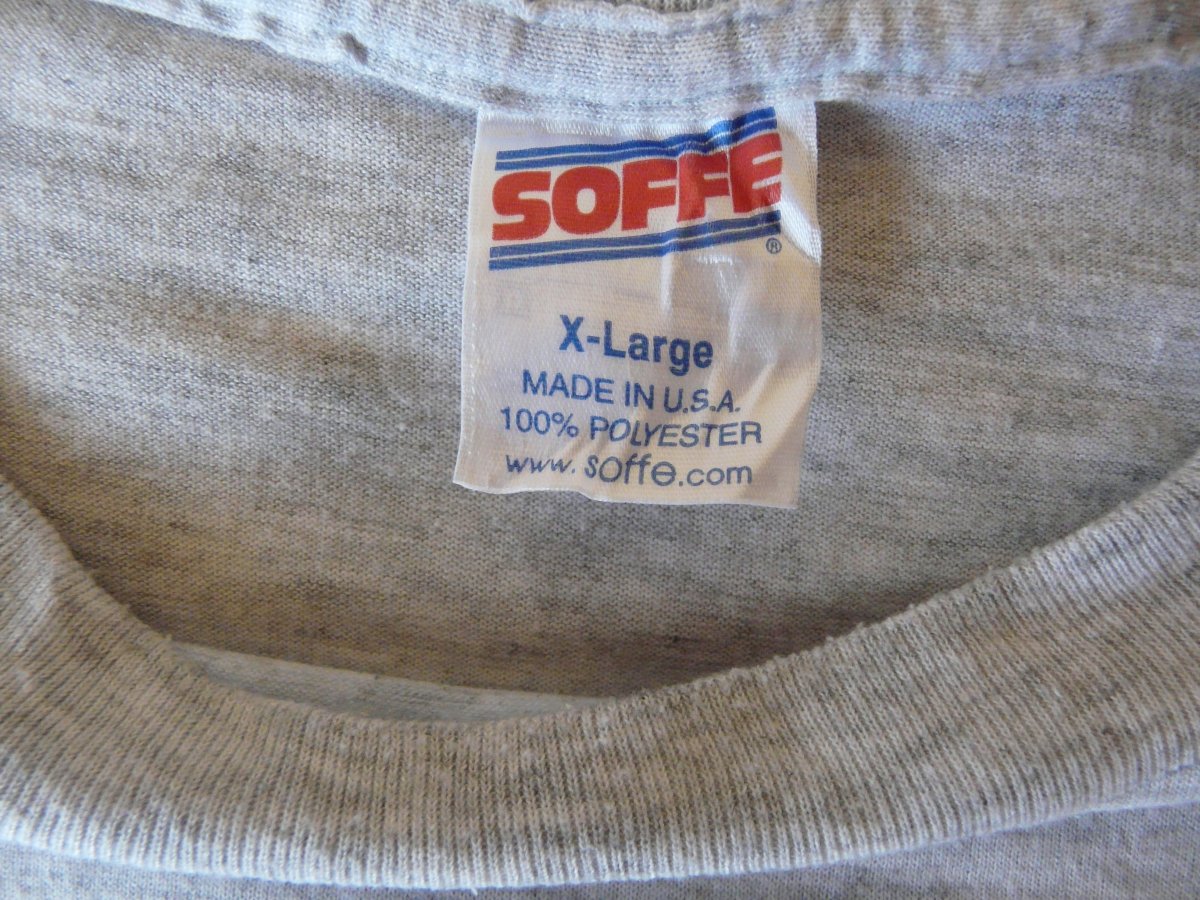 SOFFE
®
X-Large
MADE IN U.S.A.
100% POLYESTER
www.soffe.com